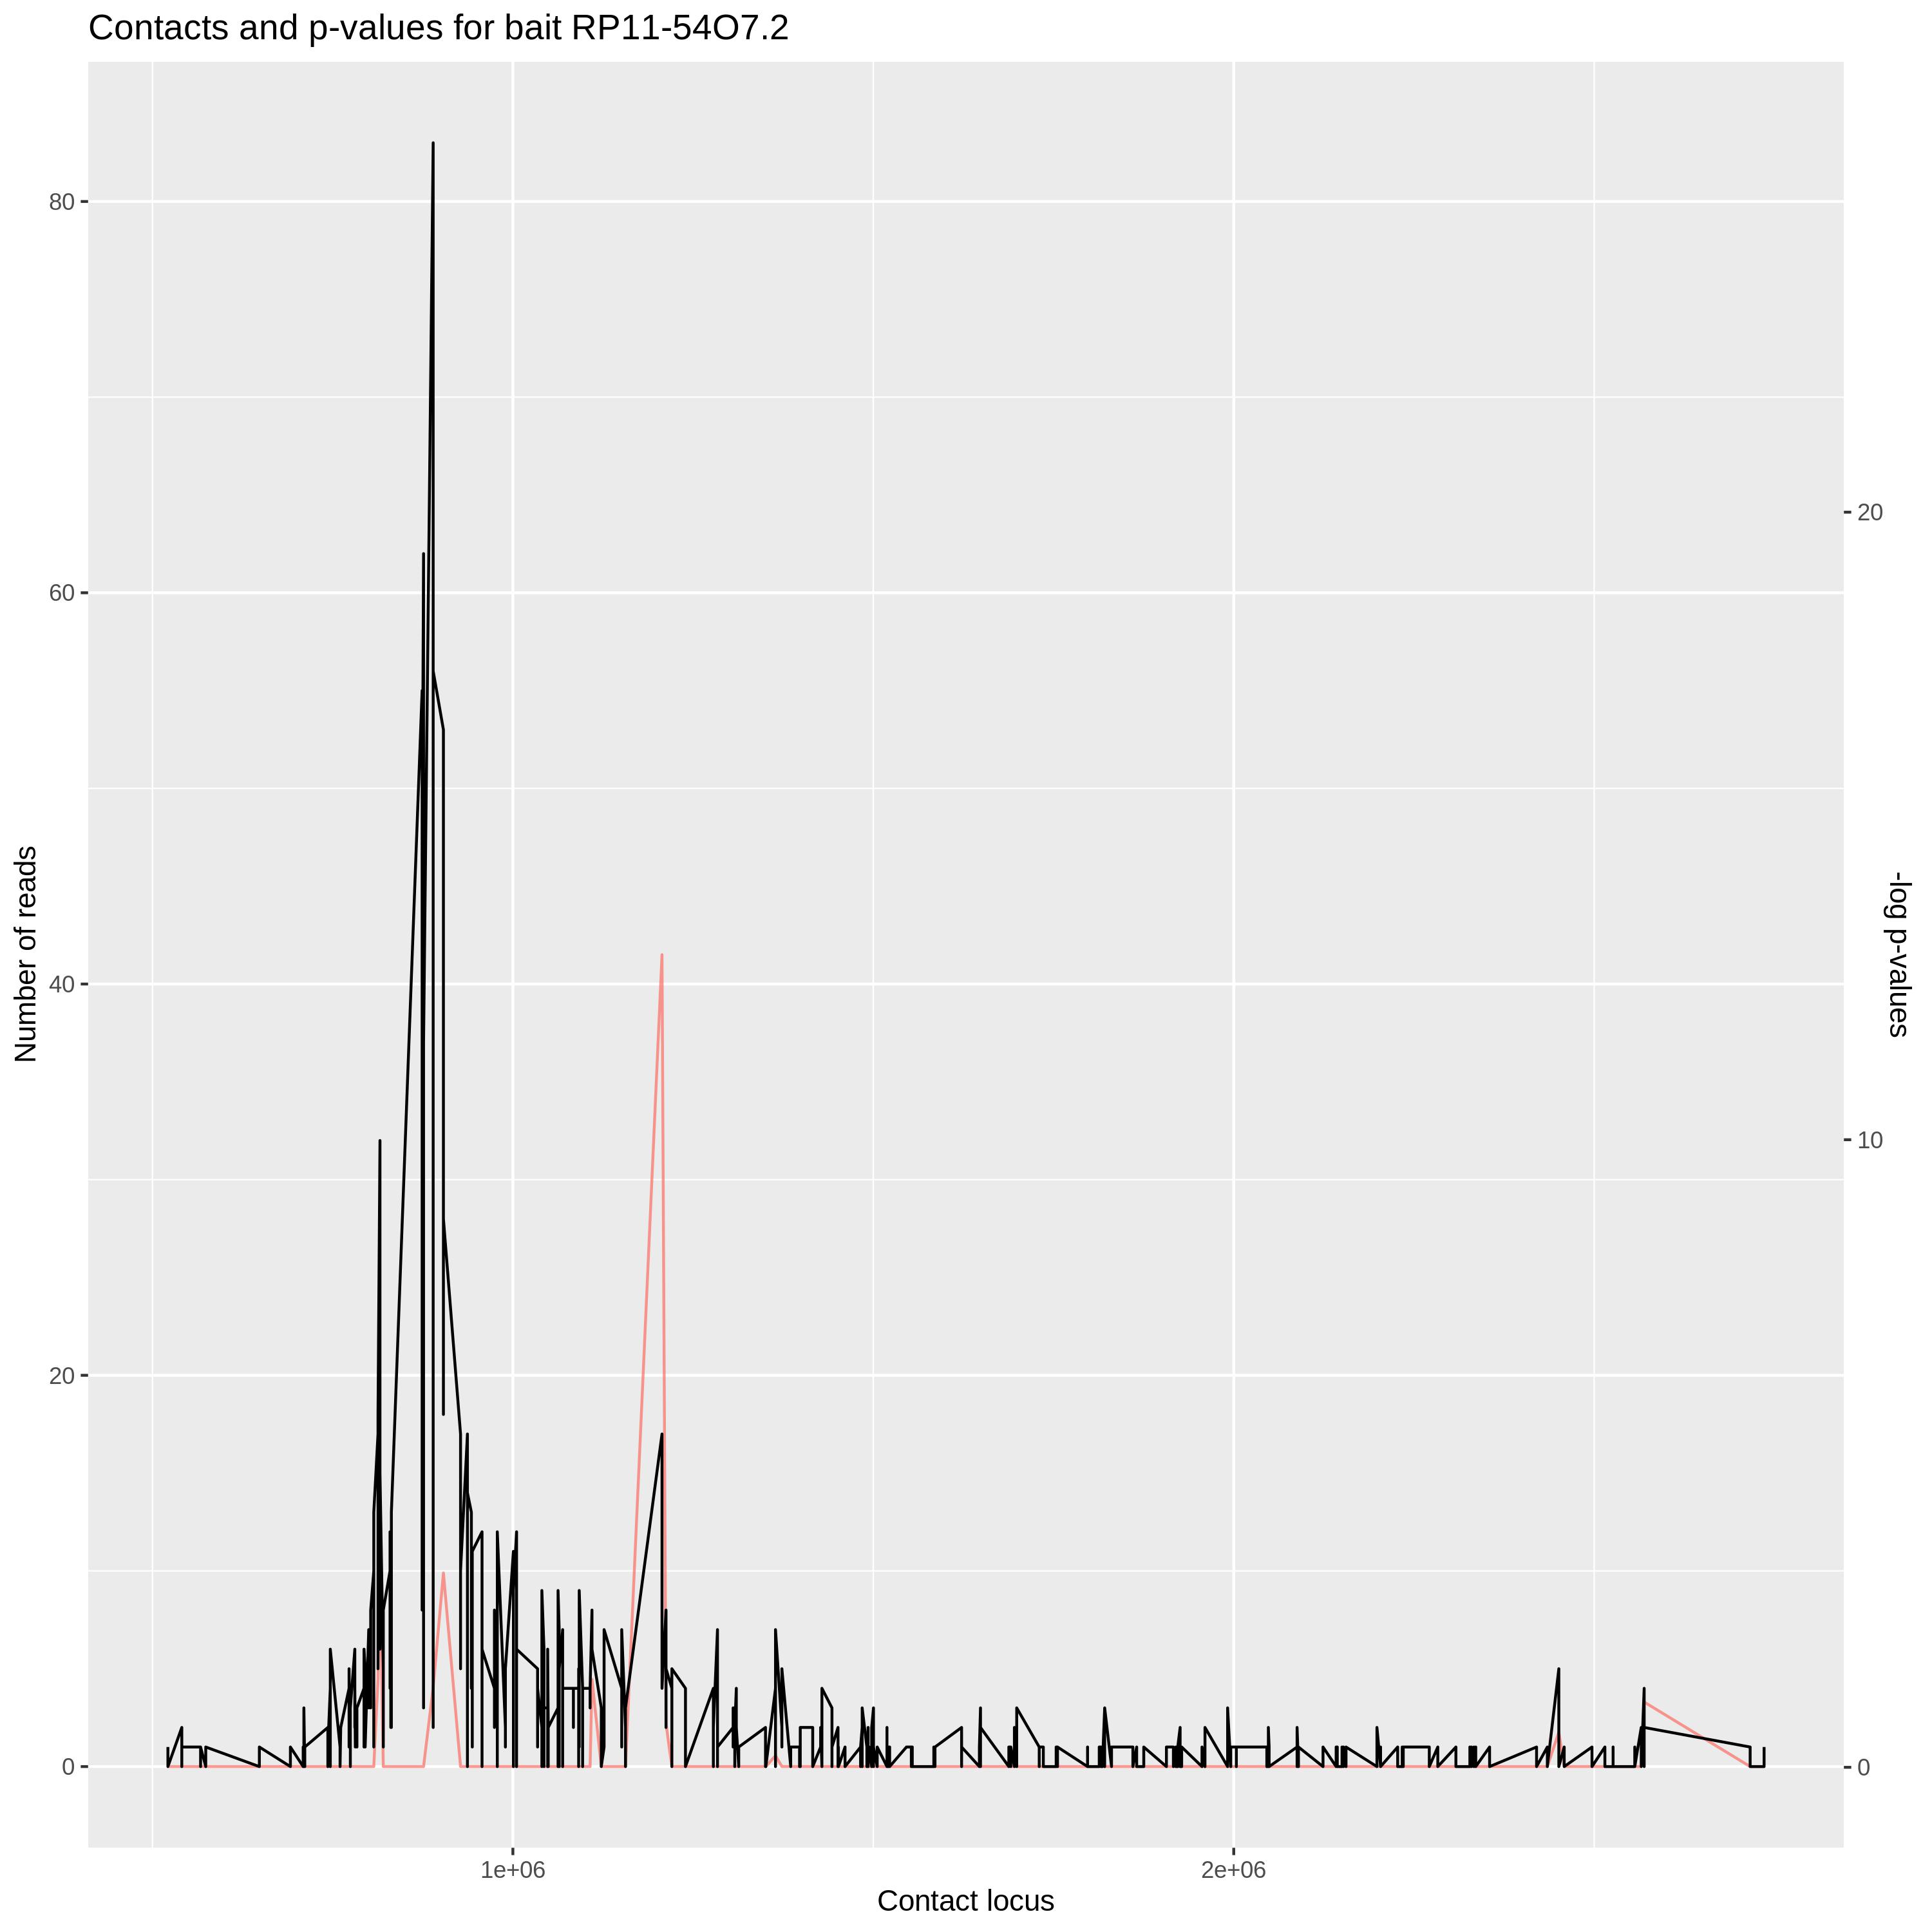 Contacts and p-values for bait RP11-54O7.2
80
60
40
20
0
Number of reads
20
10
0
-log p-values
1e+06
2e+06
Contact locus